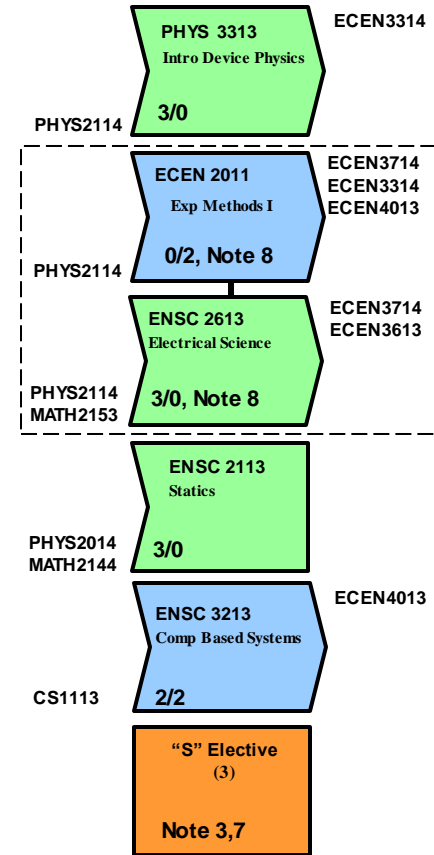 PHYS 3313
ECEN3314
Intro Device Physics
3/0
PHYS2114
ECEN 2011
ECEN3714
ECEN3314
ECEN4013
Exp Methods I
0/2, Note 8
PHYS2114
ENSC 2613
ECEN3714
ECEN3613
Electrical Science
3/0, Note 8
PHYS2114
MATH2153
ENSC 2113
Statics
3/0
PHYS2014
MATH2144
ENSC 3213
ECEN4013
Comp Based Systems
2/2
CS1113
“S” Elective
(3)
Note 3,7